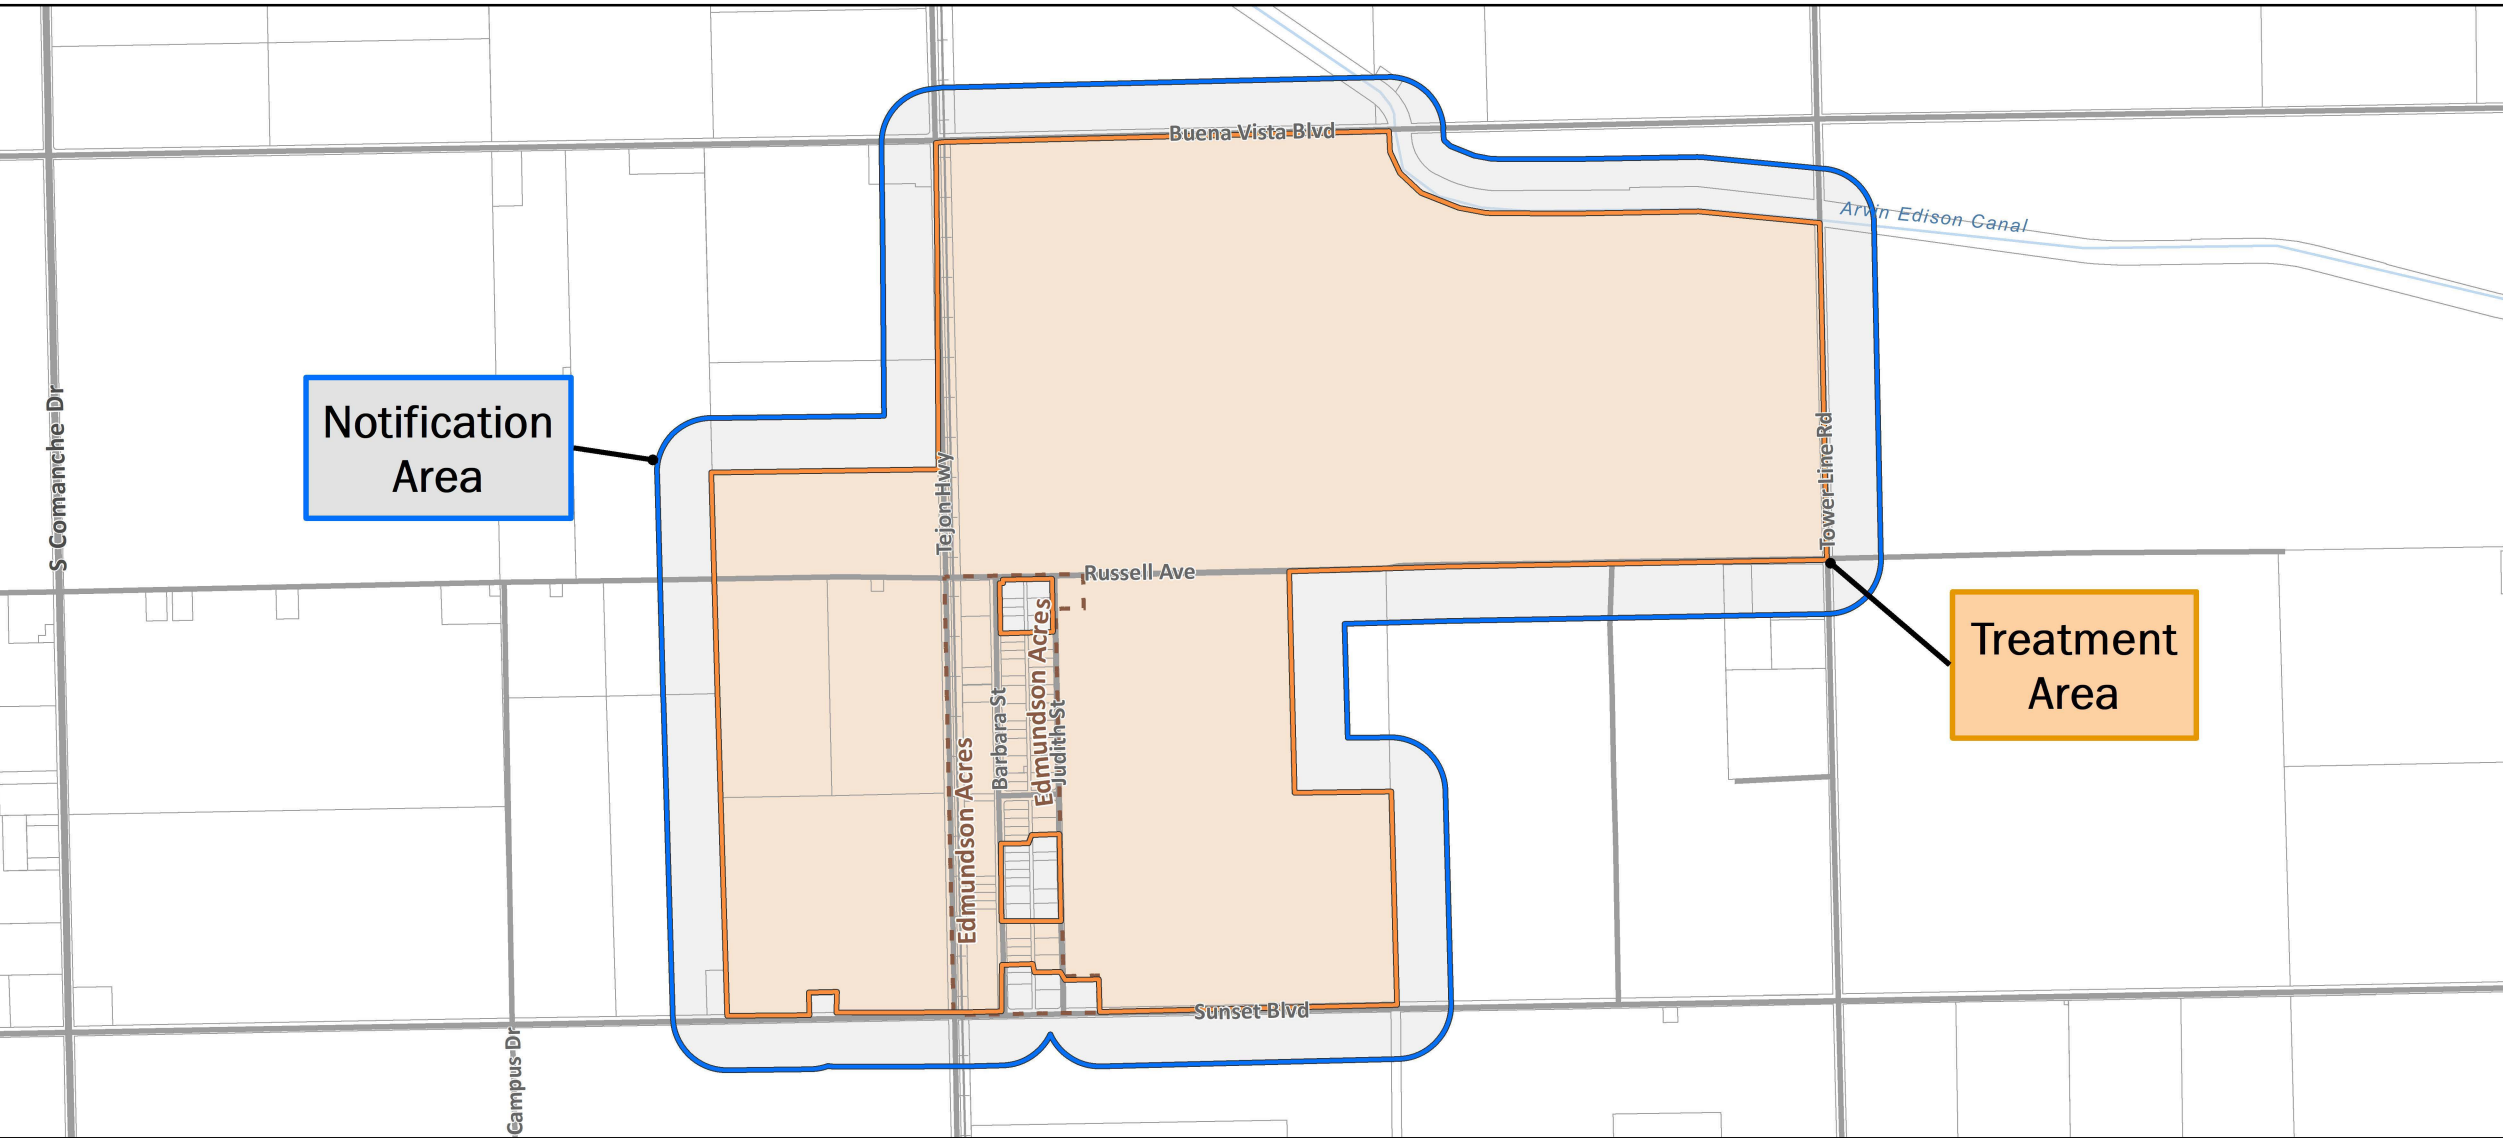 Buena Vista Blvd
Arvin Edison Canal
S Comanche Dr
Notification
Area
Tejon Hwy
Tower Line Rd
Russell Ave
Treatment
Area
Edmundson Acres
Barbara St
Edmundson Acres
Judith St
Sunset Blvd
Campus Dr